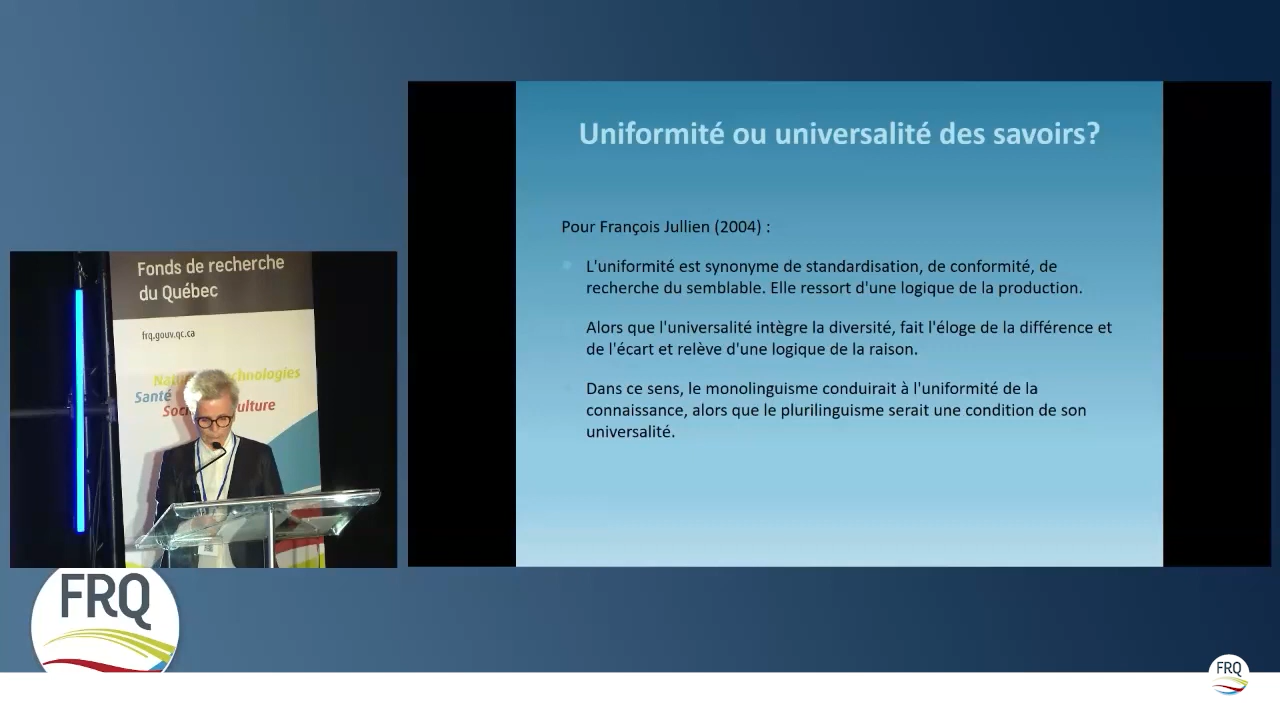 Uniformité ou universalité des savoirs?
Pour François Jullien (2004) :
L'uniformité est synonyme de standardisation, de conformité, de
recherche du semblable. Elle ressort d'une logique de la production.
Alors que l'universalité intègre la diversité, fait l'éloge de la différence et
de l'écart et relève d'une logique de la raison.
Dans ce sens, le monolinguisme conduirait à l'uniformité de la
connaissance, alors que le plurilinguisme serait une condition de son
universalité.
Fonds de recherche
du Québec
frq.gouv.qc.ca
Santé
FRQ
FRQ